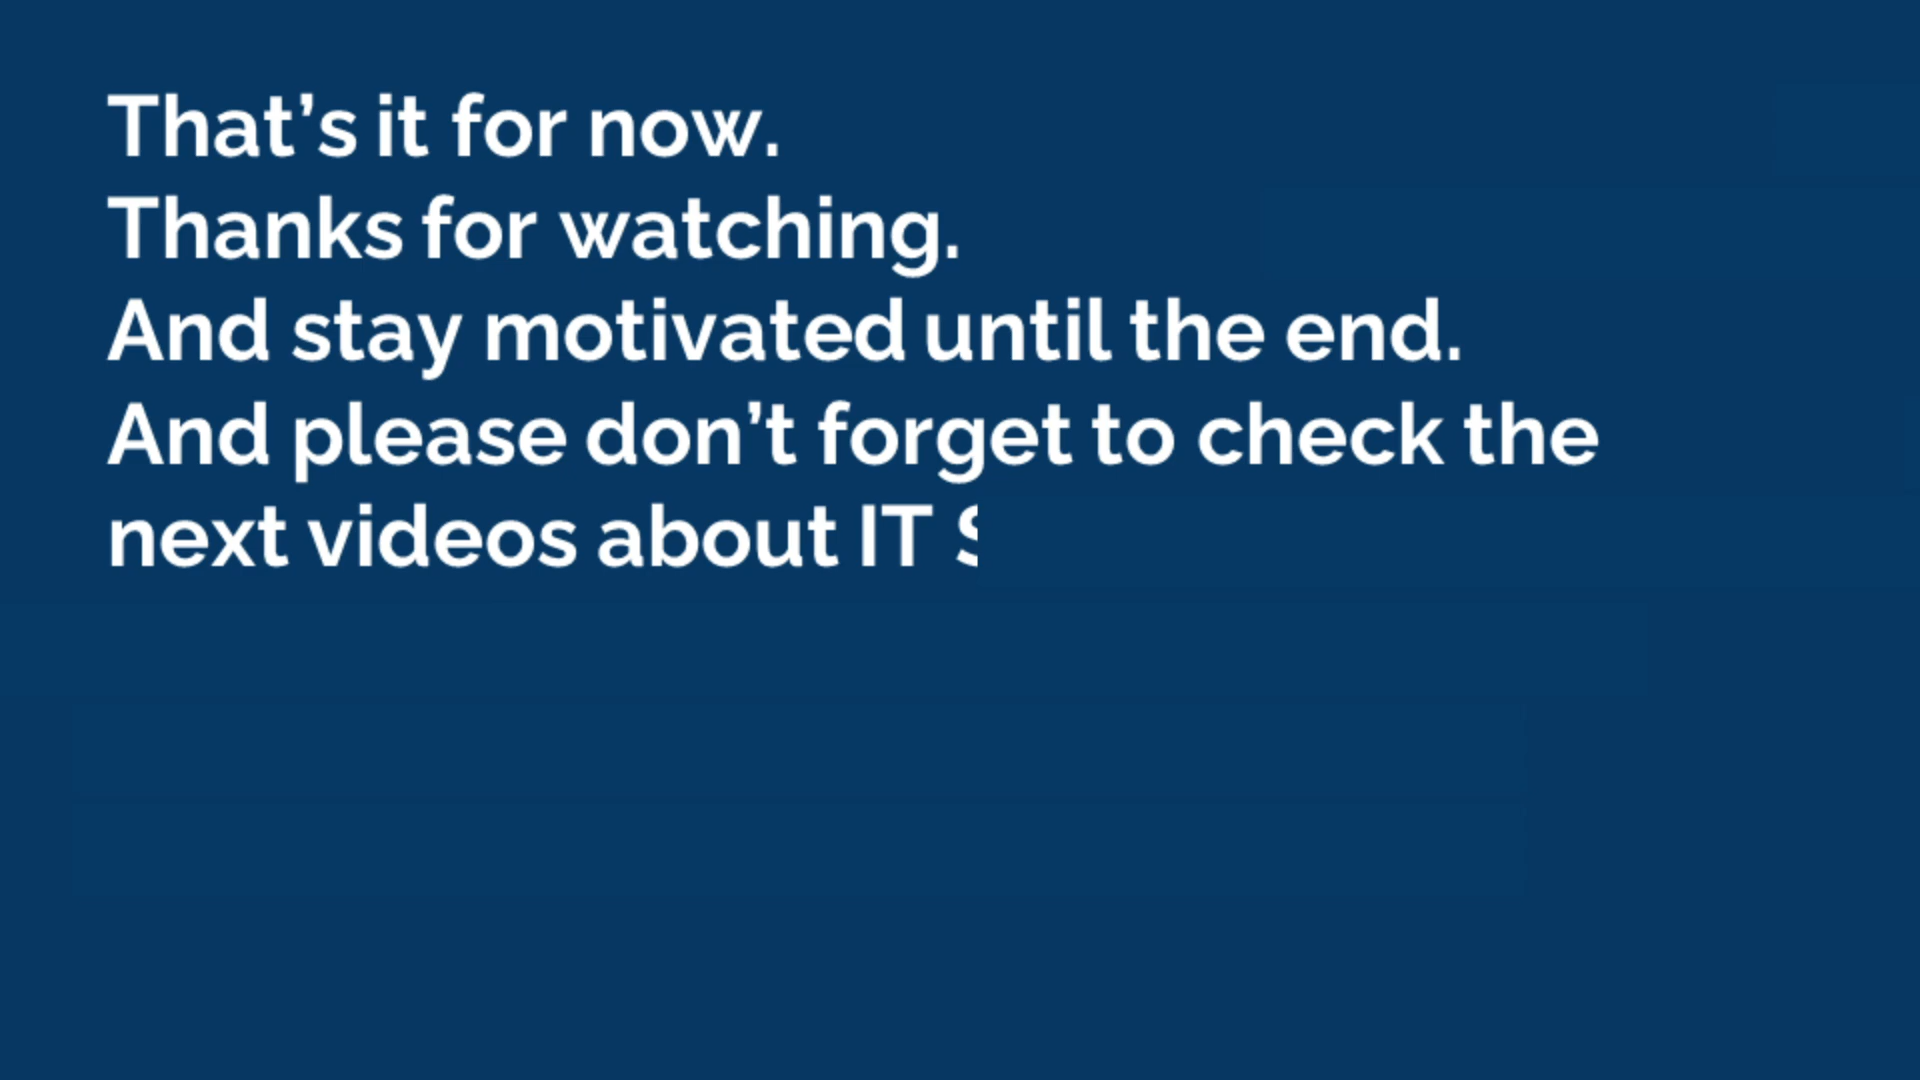 That’s it for now.
Thanks for watching.
And stay motivated until the end.
And please don’t forget to check the
next videos about IT